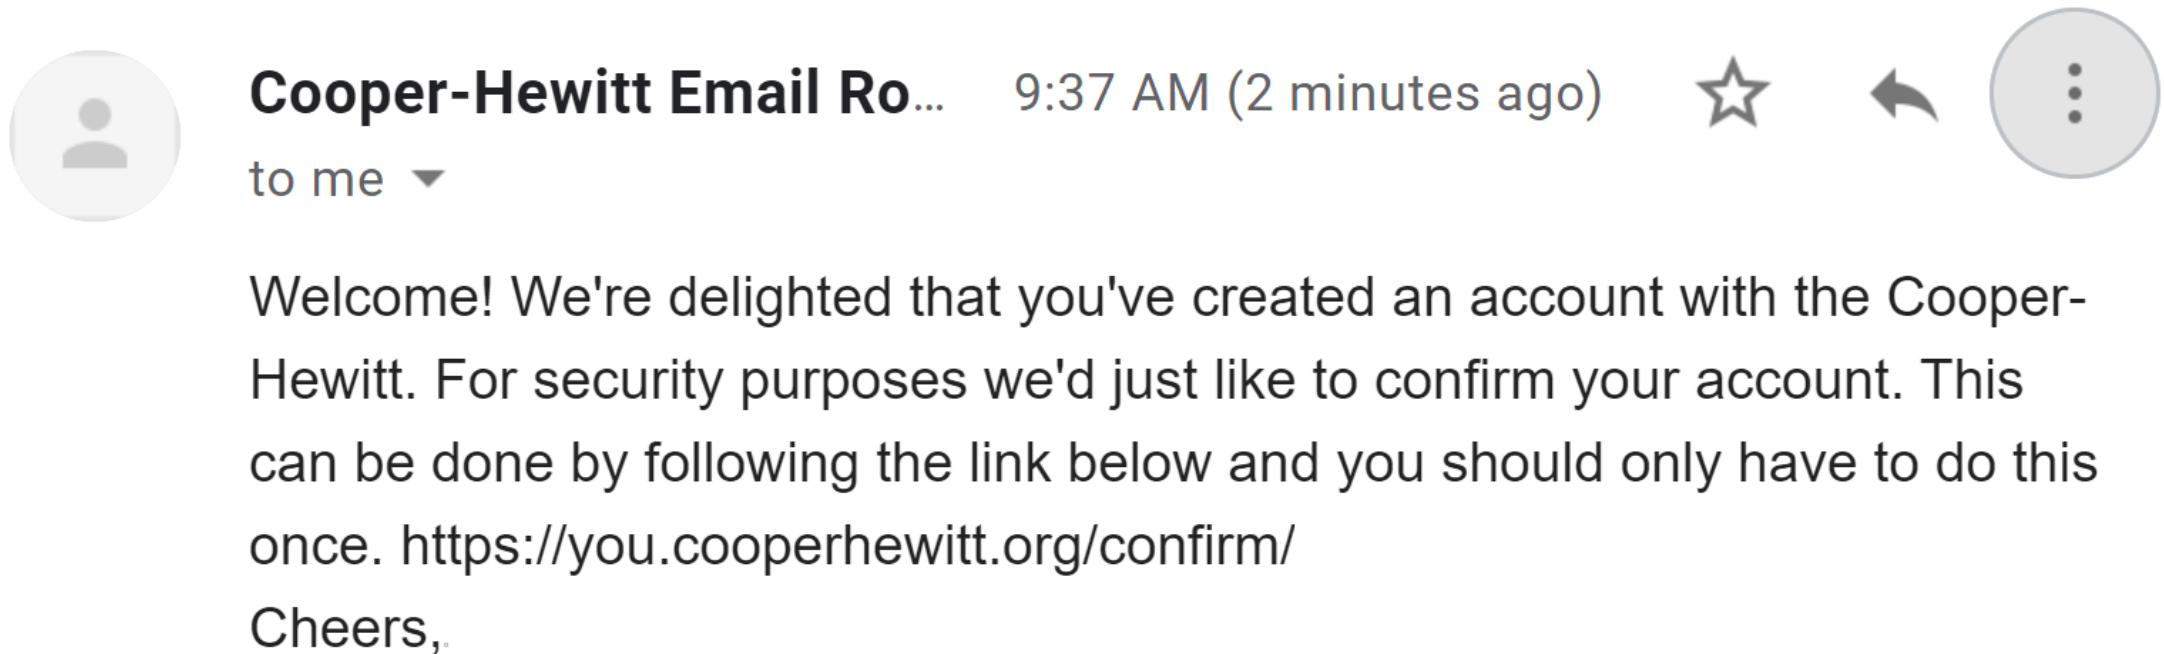 Cooper-Hewitt Email Ro... 9:37 AM (2 minutes ago)
to me
Welcome! We're delighted that you've created an account with the Cooper-
Hewitt. For security purposes we'd just like to confirm your account. This
can be done by following the link below and you should only have to do this
once. https://you.cooperhewitt.org/confirm/
Cheers,.